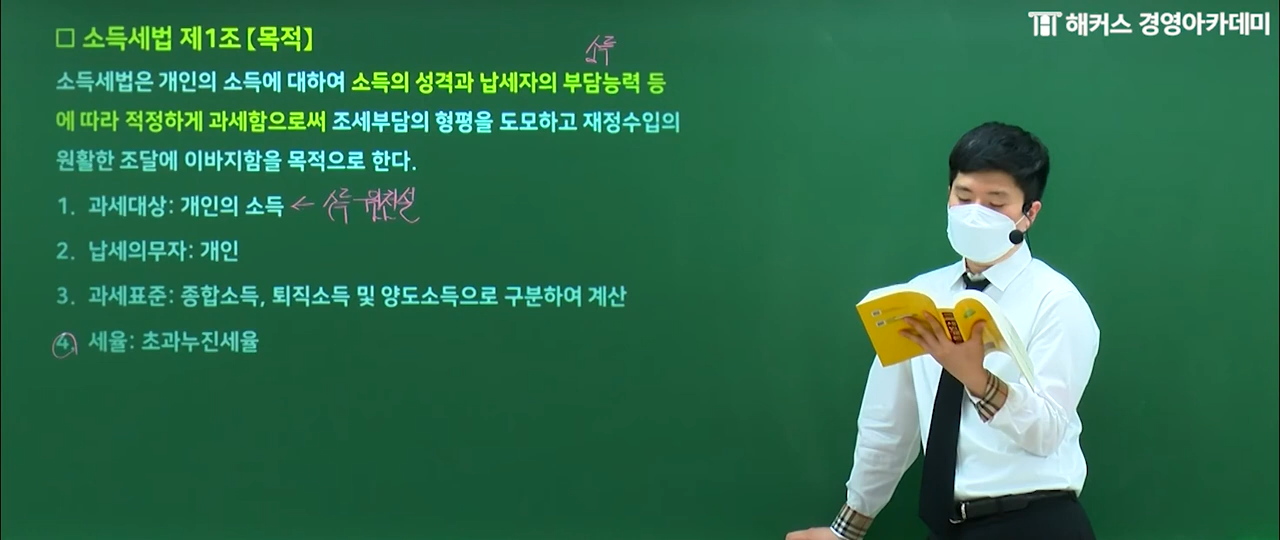 해커스 경영아카데미
□ 소득세법 제1조【목적】
소득
소득세법은 개인의 소득에 대하여 소득의 성격과 납세자의 부담능력 등
에 따라 적정하게 과세함으로써 조세부담의 형평을 도모하고 재정수입의
원활한 조달에 이바지함을 목적으로 한다.
1. 과세대상: 개인의 소득 ← 소득원천설
2. 납세의무자: 개인
3. 과세표준: 종합소득, 퇴직소득 및 양도소득으로 구분하여 계산
4. 세율: 초과누진세율